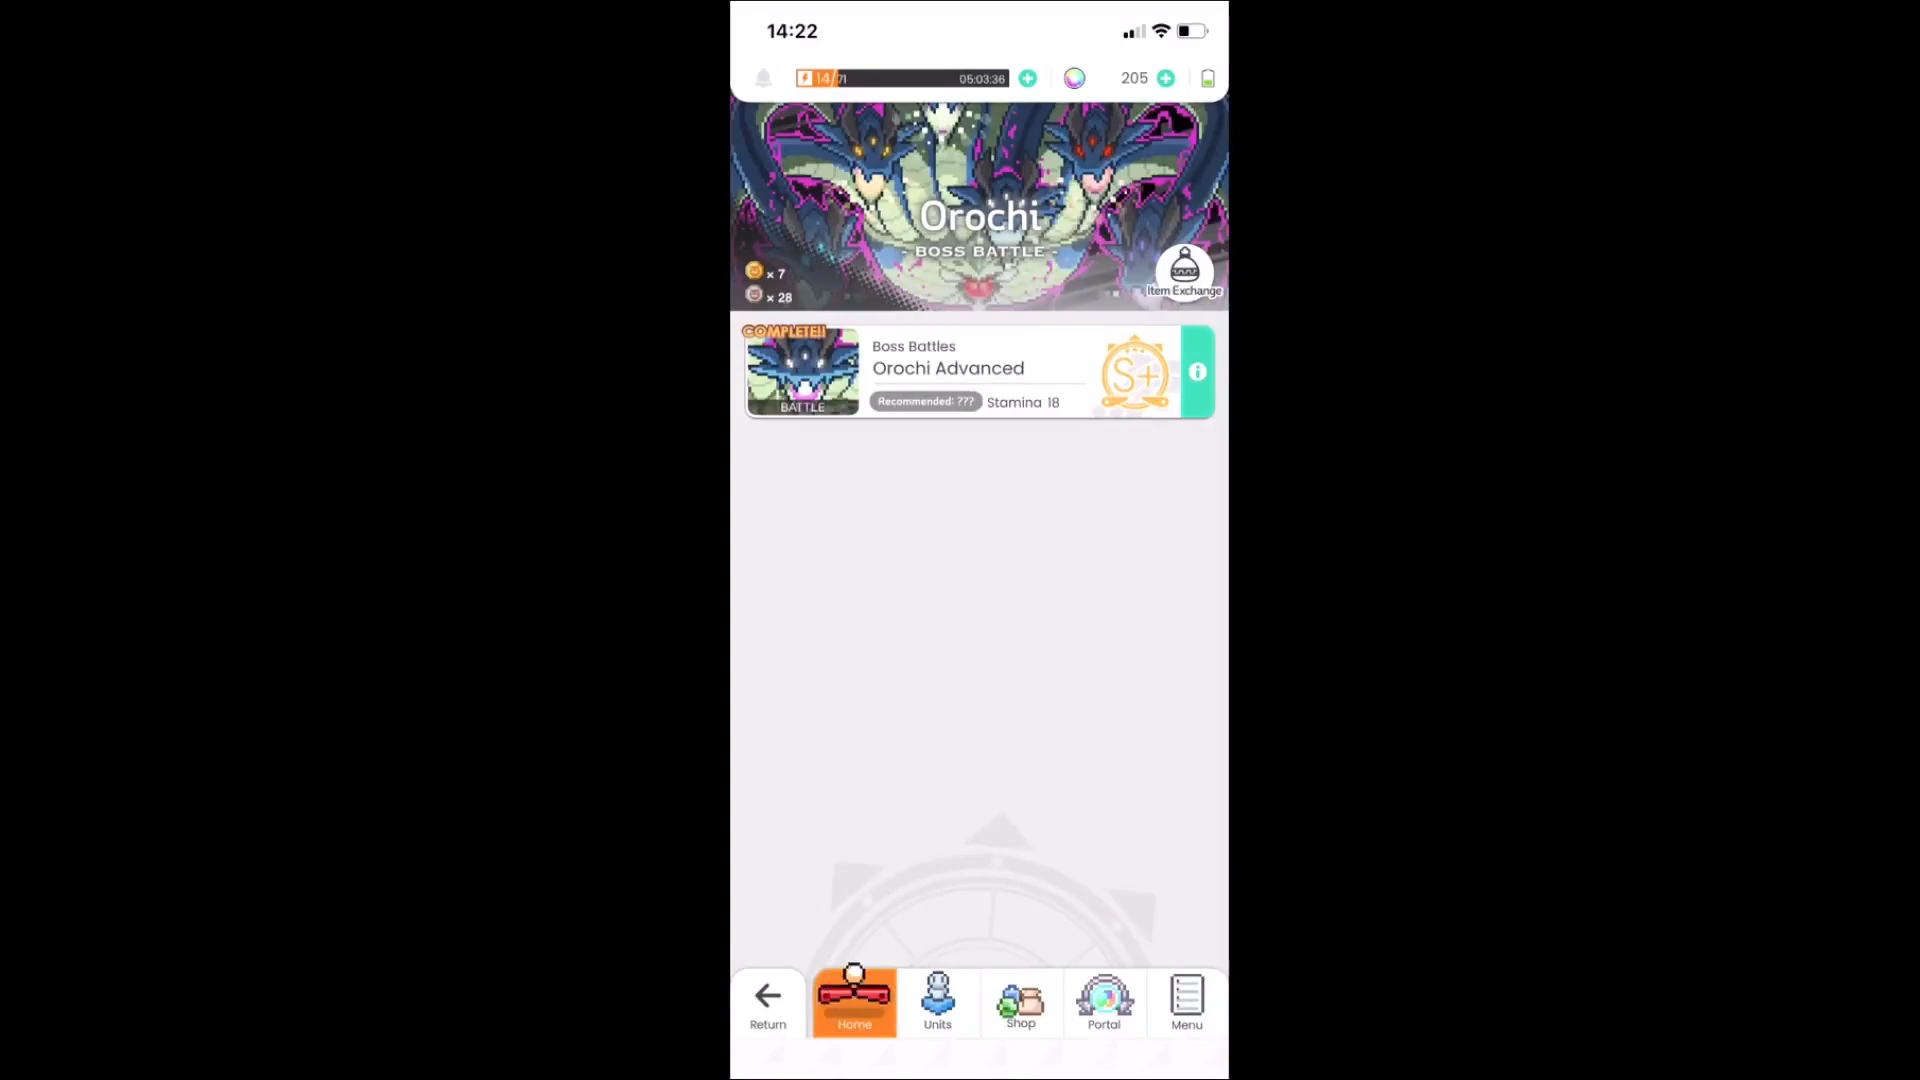 14:22
14/71 05:03:36 205
Orochi
- BOSS BATTLE -
× 7
× 28
Item Exchange
COMPLETE!!
Boss Battles
Orochi Advanced
S+
BATTLE
Recommended: ??? Stamina 18
Return Home Units Shop Portal Menu